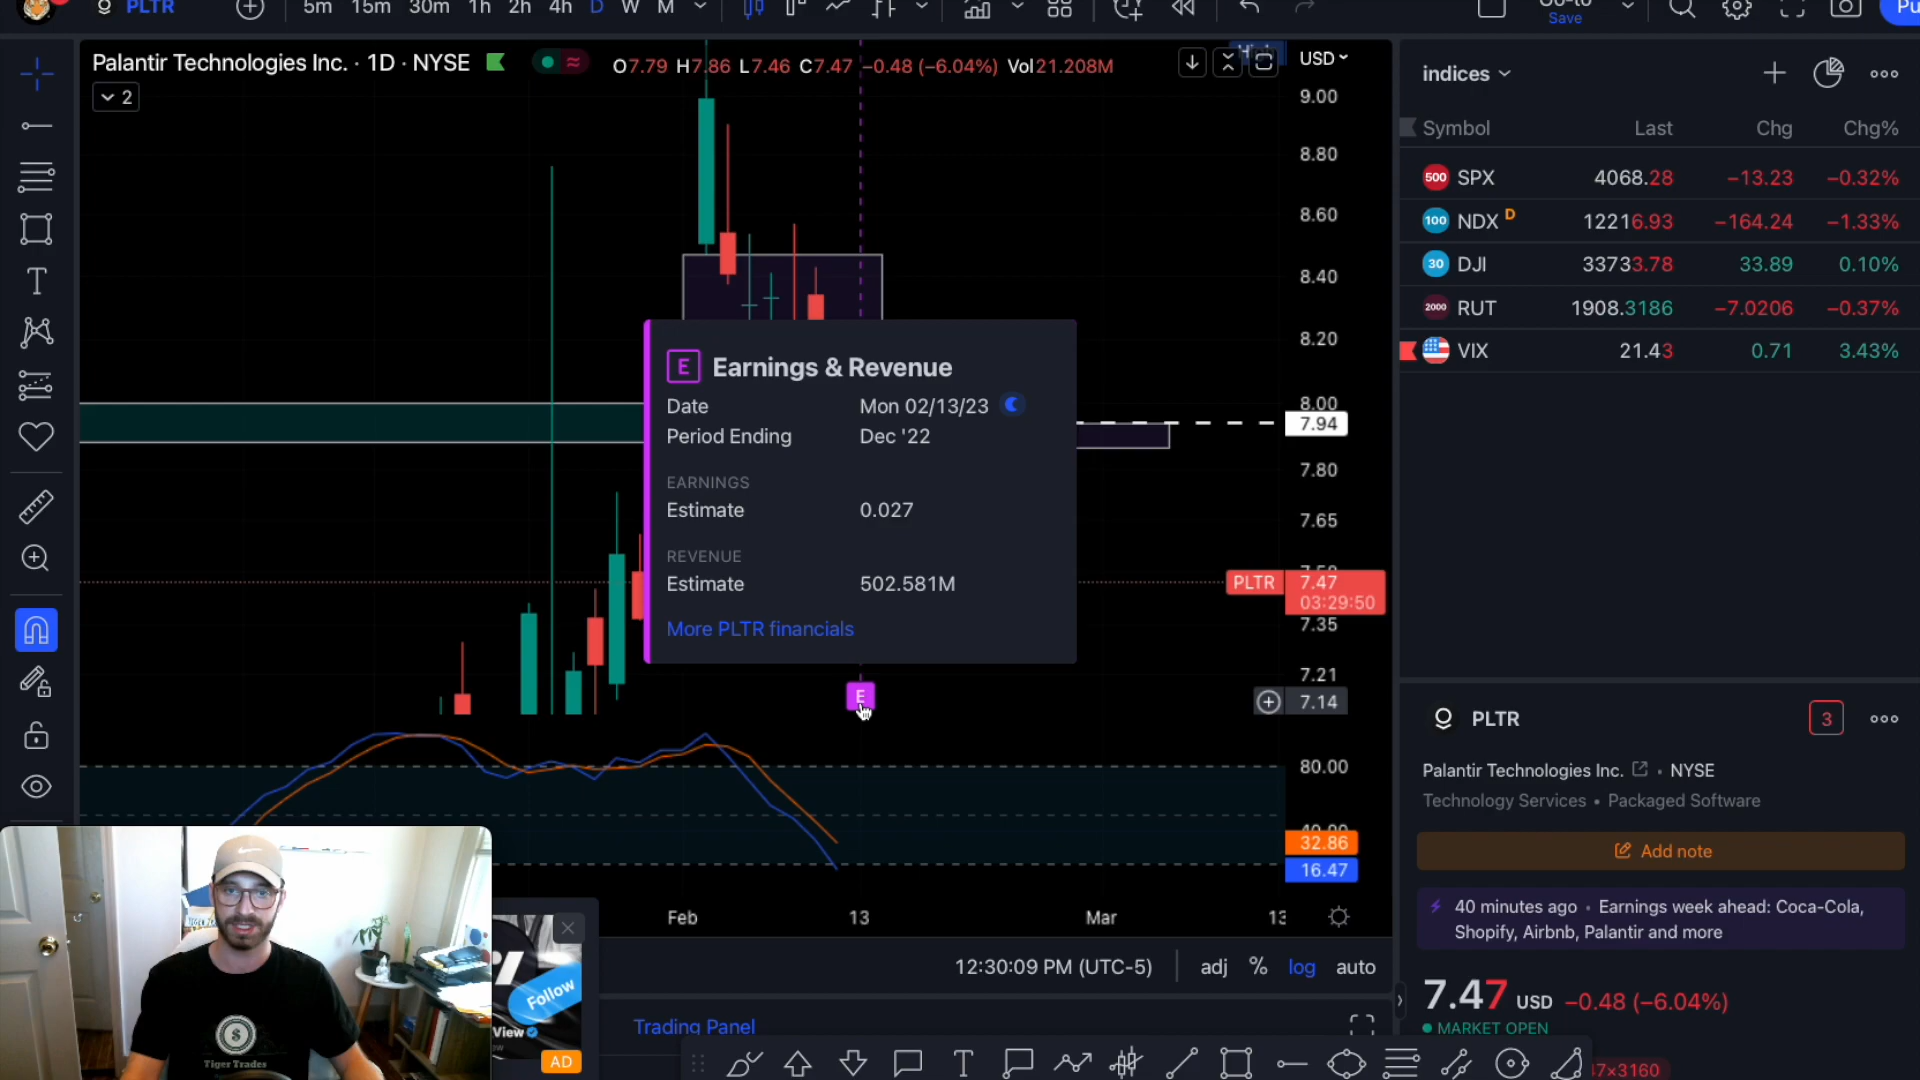 PLTR
5m 15m 30m 1h 2h 4h D W M
Save
Pu
Palantir Technologies Inc. · 1D · NYSE
O7.79 H7.86 L7.46 C7.47 −0.48 (−6.04%) Vol21.208M
USD
2
9.00
8.80
8.60
8.40
8.20
8.00
7.94
7.80
7.65
PLTR 7.47
03:29:50
7.35
7.21
7.14
E Earnings & Revenue
Date Mon 02/13/23
Period Ending Dec '22
EARNINGS
Estimate 0.027
REVENUE
Estimate 502.581M
More PLTR financials
E
80.00
32.86
16.47
Feb 13 Mar 13
12:30:09 PM (UTC-5) adj % log auto
Trading Panel
indices
Symbol Last Chg Chg%
500 SPX 4068.28 −13.23 −0.32%
100 NDX D 12216.93 −164.24 −1.33%
30 DJI 33733.78 33.89 0.10%
2000 RUT 1908.3186 −7.0206 −0.37%
VIX 21.43 0.71 3.43%
PLTR 3
Palantir Technologies Inc. · NYSE
Technology Services • Packaged Software
Add note
40 minutes ago · Earnings week ahead: Coca-Cola,
Shopify, Airbnb, Palantir and more
7.47 USD −0.48 (−6.04%)
MARKET OPEN
Follow
View
AD
$
Tiger Trades